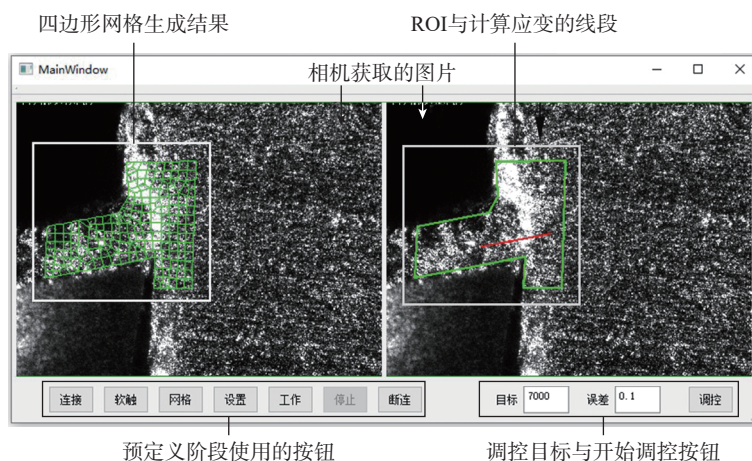 四边形网格生成结果
ROI与计算应变的线段
MainWindow
相机获取的图片
连接
软触
网格
设置
工作
停止
断连
目标
7000
误差
0.1
调控
预定义阶段使用的按钮
调控目标与开始调控按钮